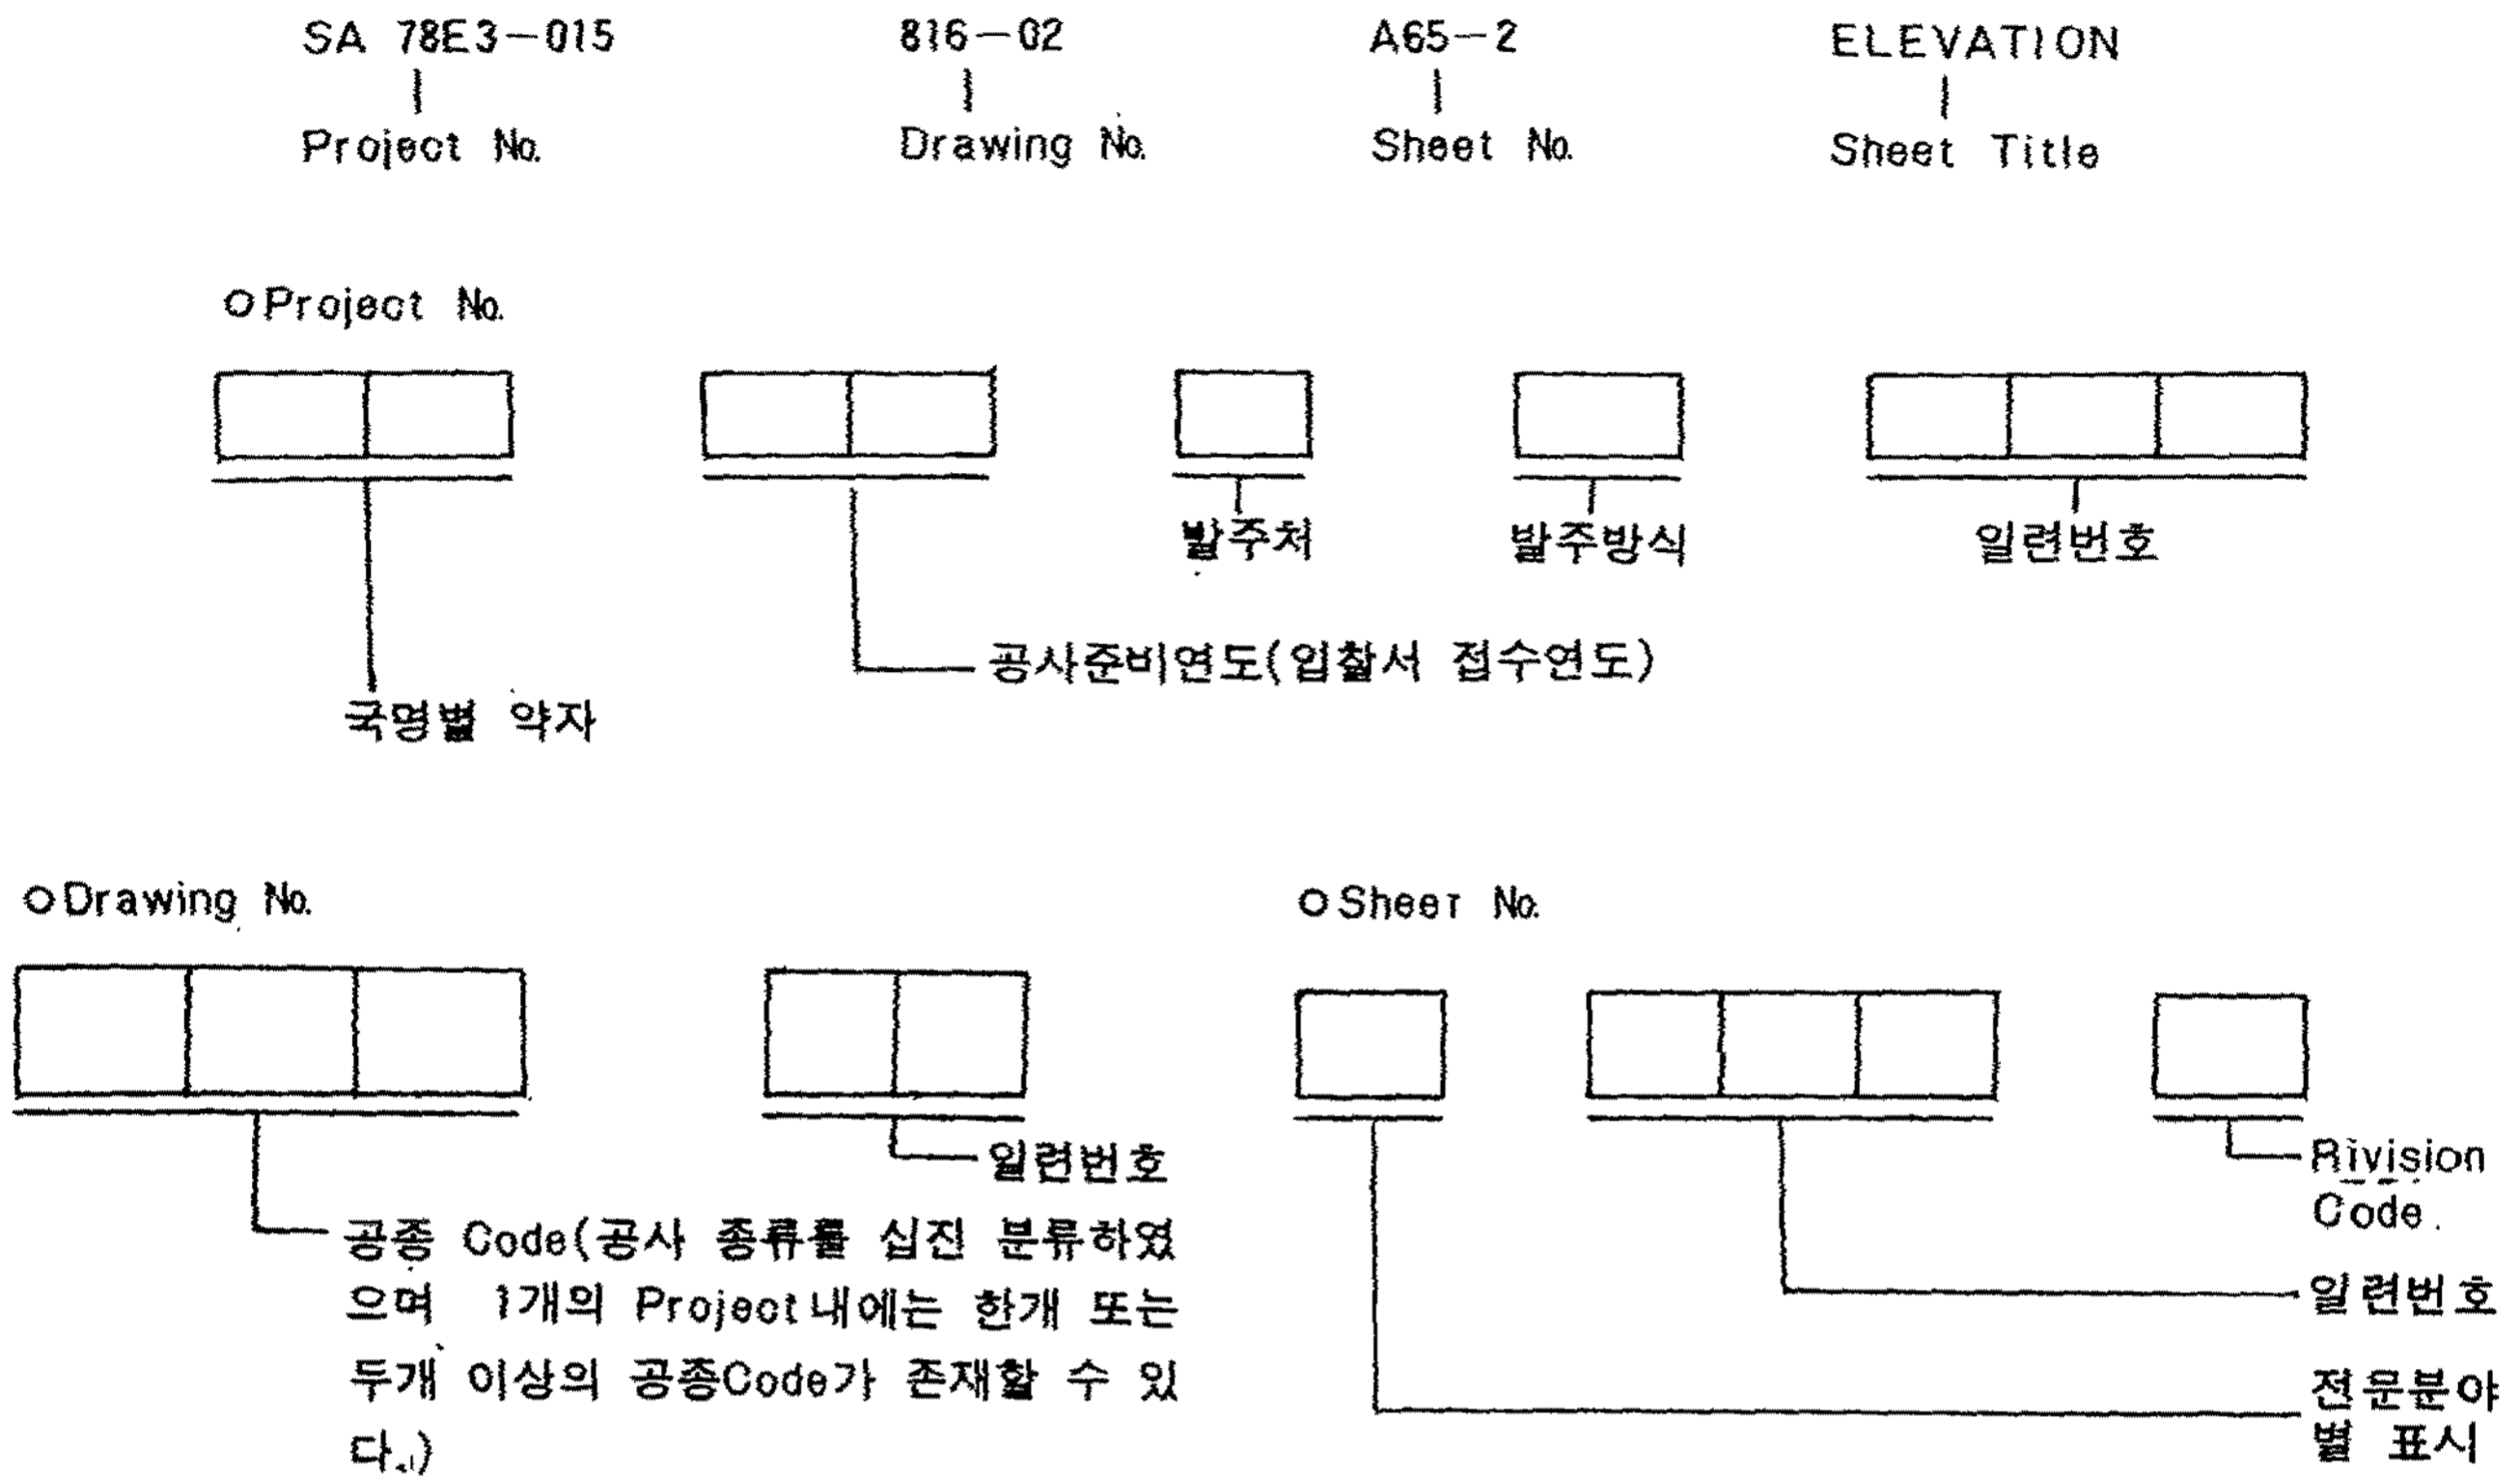 SA 78E3-015 816-02 A65-2 ELEVATION
Project No. Drawing No. Sheet No. Sheet Title
○Project No.
발주처 발주방식 일련번호
공사준비연도(입찰서 접수연도)
국명별 약자
○Drawing No.
일련번호
공종 Code(공사 종류를 십진 분류하였
으며 1개의 Project내에는 한개 또는
두개 이상의 공종Code가 존재할 수 있
다.)
○Sheer No.
Rivision
Code.
일련번호
전문분야
별 표시